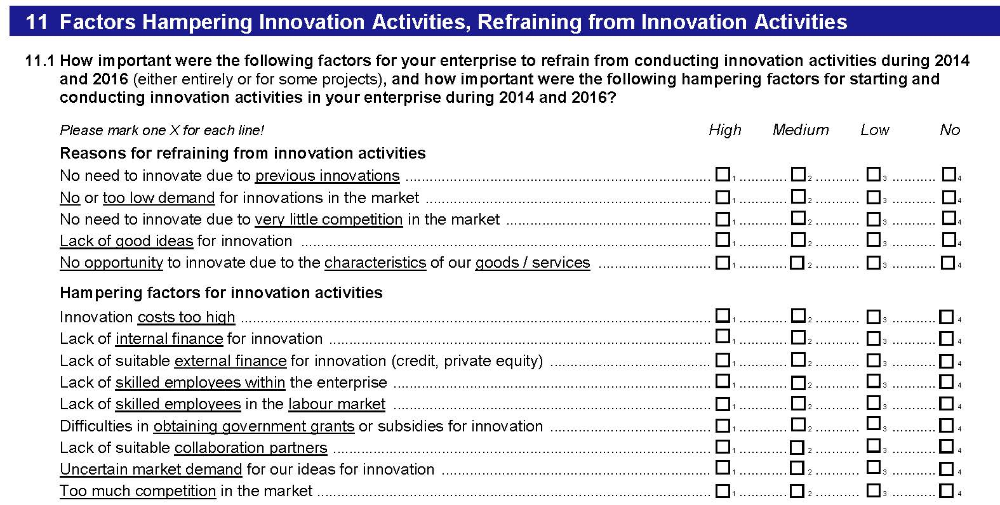 11 Factors Hampering Innovation Activities, Refraining from Innovation Activities
11.1 How important were the following factors for your enterprise to refrain from conducting innovation activities during 2014
and 2016 (either entirely or for some projects), and how important were the following hampering factors for starting and
conducting innovation activities in your enterprise during 2014 and 2016?
Please mark one X for each line! High Medium Low No
Reasons for refraining from innovation activities
No need to innovate due to previous innovations ☐1 ☐2 ☐3 ☐4
No or too low demand for innovations in the market ☐1 ☐2 ☐3 ☐4
No need to innovate due to very little competition in the market ☐1 ☐2 ☐3 ☐4
Lack of good ideas for innovation ☐1 ☐2 ☐3 ☐4
No opportunity to innovate due to the characteristics of our goods / services ☐1 ☐2 ☐3 ☐4
Hampering factors for innovation activities
Innovation costs too high ☐1 ☐2 ☐3 ☐4
Lack of internal finance for innovation ☐1 ☐2 ☐3 ☐4
Lack of suitable external finance for innovation (credit, private equity) ☐1 ☐2 ☐3 ☐4
Lack of skilled employees within the enterprise ☐1 ☐2 ☐3 ☐4
Lack of skilled employees in the labour market ☐1 ☐2 ☐3 ☐4
Difficulties in obtaining government grants or subsidies for innovation ☐1 ☐2 ☐3 ☐4
Lack of suitable collaboration partners ☐1 ☐2 ☐3 ☐4
Uncertain market demand for our ideas for innovation ☐1 ☐2 ☐3 ☐4
Too much competition in the market ☐1 ☐2 ☐3 ☐4